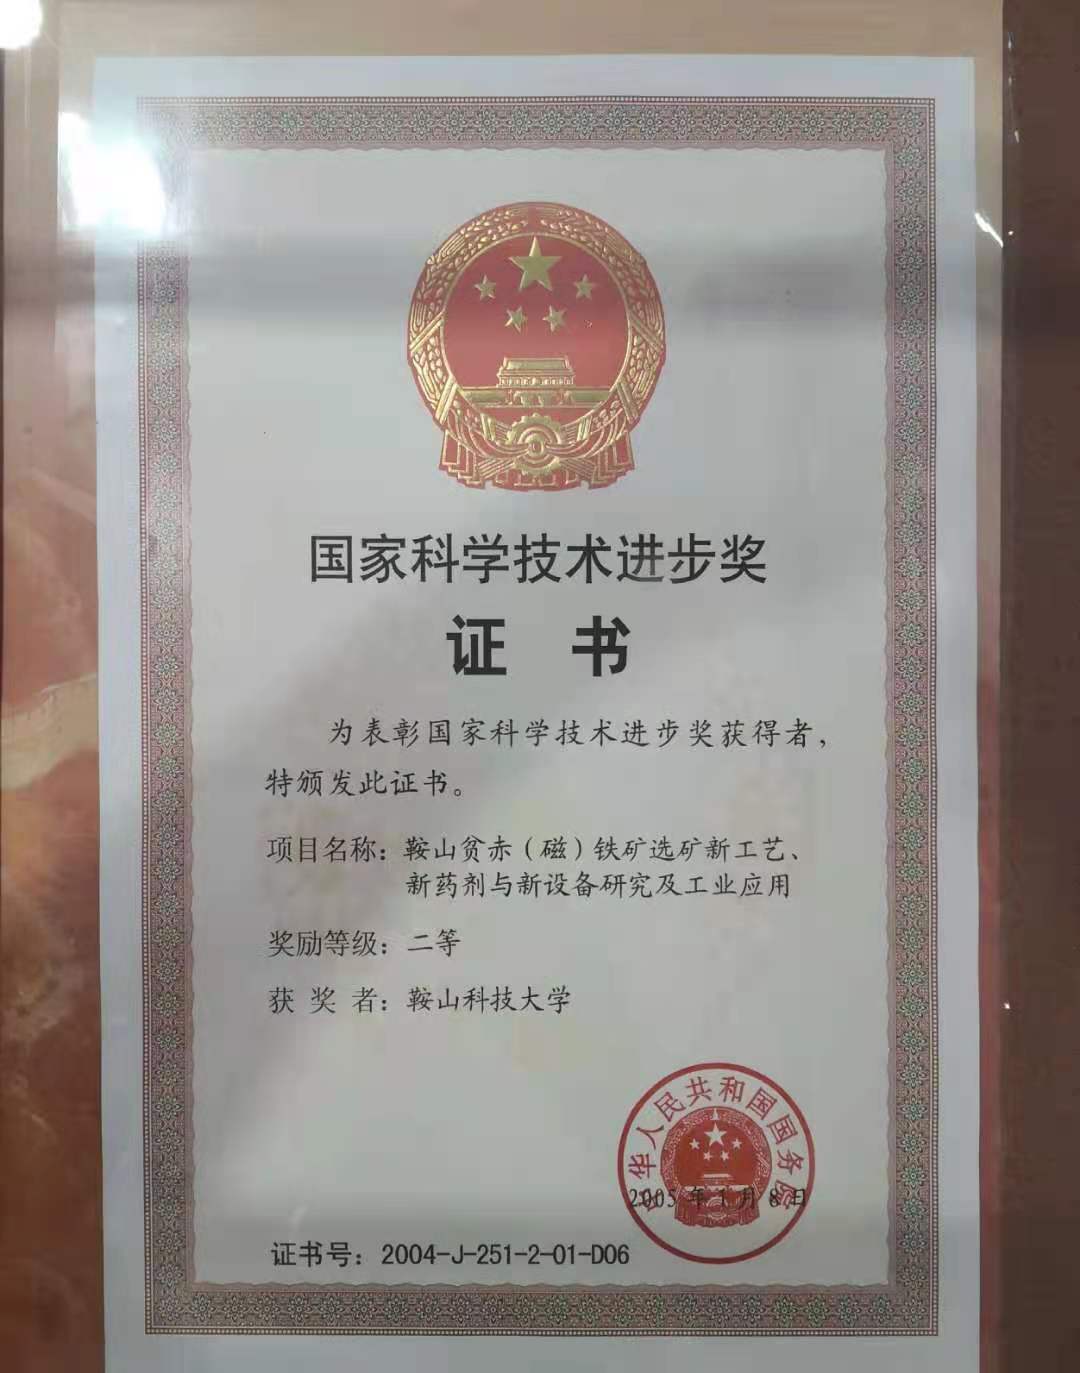 国家科学技术进步奖
证 书
为表彰国家科学技术进步奖获得者，
特颁发此证书。
项目名称：鞍山贫赤（磁）铁矿选矿新工艺、
新药剂与新设备研究及工业应用
奖励等级：二等
获 奖 者：鞍山科技大学
中华人民共和国国务院
2005年1月8日
证书号：2004-J-251-2-01-D06